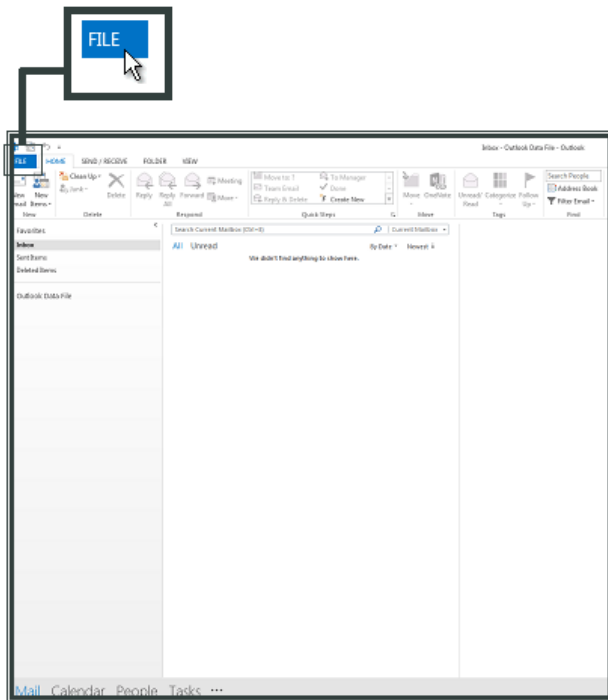 FILE
Inbox - Outlook Data File - Outlook
FILE HOME SEND / RECEIVE FOLDER VIEW
Clean Up Move to: ? To Manager Search People
Junk Meeting Team Email Done Address Book
New Delete Reply Reply Forward More Reply & Delete Create New Move OneNote Unread/ Categorize Follow Filter Email
Items All Read Up
New Delete Respond Quick Steps Move Tags Find
Favorites Search Current Mailbox (Ctrl+E) Current Mailbox
Inbox All Unread By Date Newest
Sent Items We didn't find anything to show here.
Deleted Items
Outlook Data File
Mail Calendar People Tasks ...